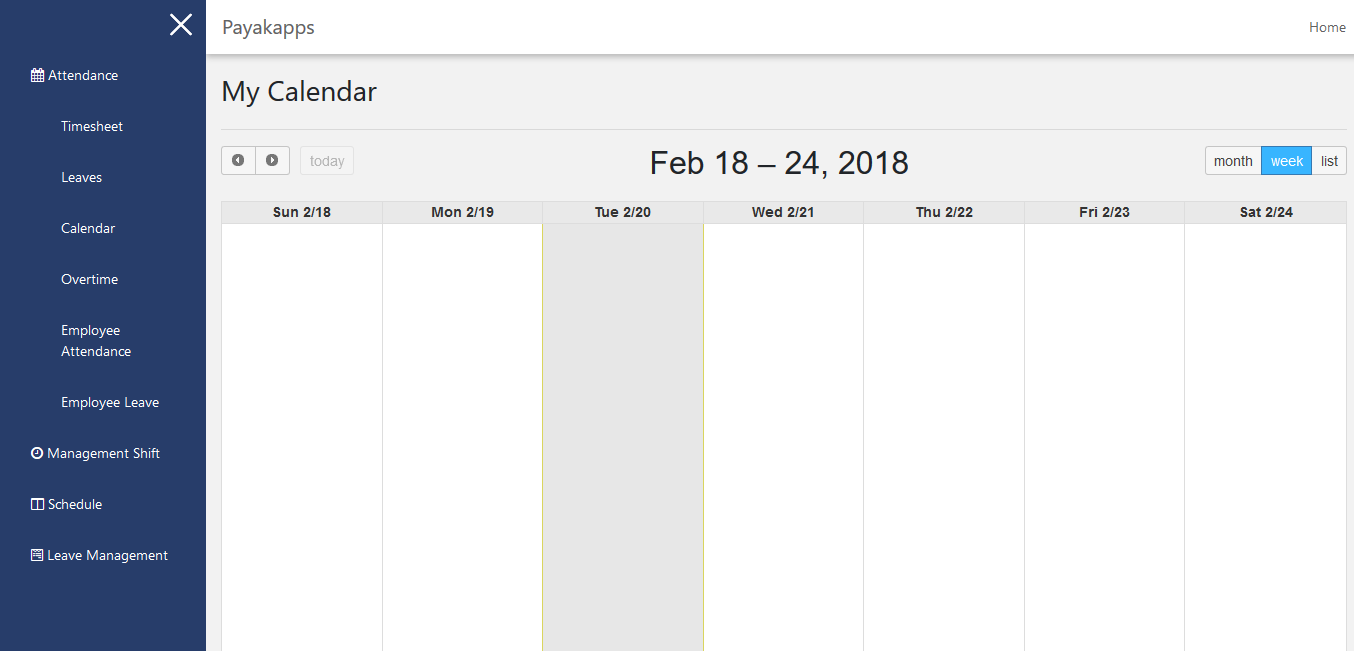 Payakapps
Home
Attendance
Timesheet
Leaves
Calendar
Overtime
Employee
Attendance
Employee Leave
Management Shift
Schedule
Leave Management
My Calendar
today
Feb 18 – 24, 2018
month week list
Sun 2/18 Mon 2/19 Tue 2/20 Wed 2/21 Thu 2/22 Fri 2/23 Sat 2/24